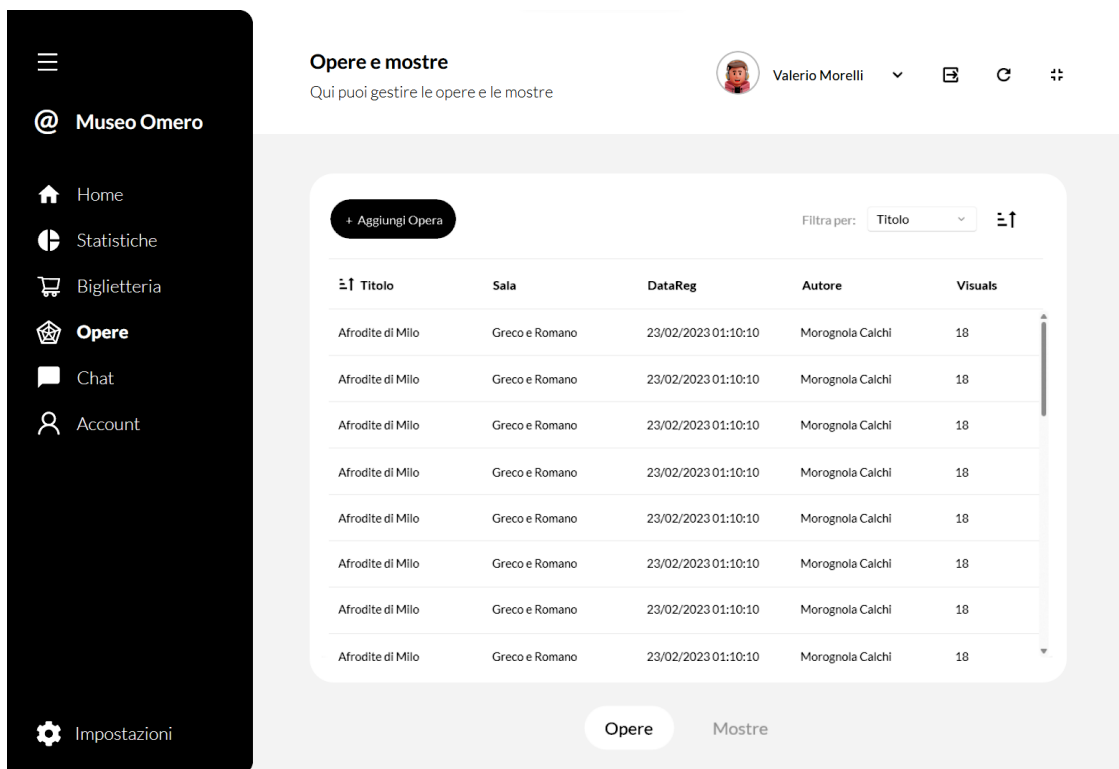 Opere e mostre
Qui puoi gestire le opere e le mostre
Valerio Morelli
@ Museo Omero
Home
Statistiche
Biglietteria
Opere
Chat
Account
Impostazioni
+ Aggiungi Opera
Filtra per: Titolo
Titolo Sala DataReg Autore Visuals
Afrodite di Milo Greco e Romano 23/02/2023 01:10:10 Morognola Calchi 18
Afrodite di Milo Greco e Romano 23/02/2023 01:10:10 Morognola Calchi 18
Afrodite di Milo Greco e Romano 23/02/2023 01:10:10 Morognola Calchi 18
Afrodite di Milo Greco e Romano 23/02/2023 01:10:10 Morognola Calchi 18
Afrodite di Milo Greco e Romano 23/02/2023 01:10:10 Morognola Calchi 18
Afrodite di Milo Greco e Romano 23/02/2023 01:10:10 Morognola Calchi 18
Afrodite di Milo Greco e Romano 23/02/2023 01:10:10 Morognola Calchi 18
Afrodite di Milo Greco e Romano 23/02/2023 01:10:10 Morognola Calchi 18
Opere Mostre